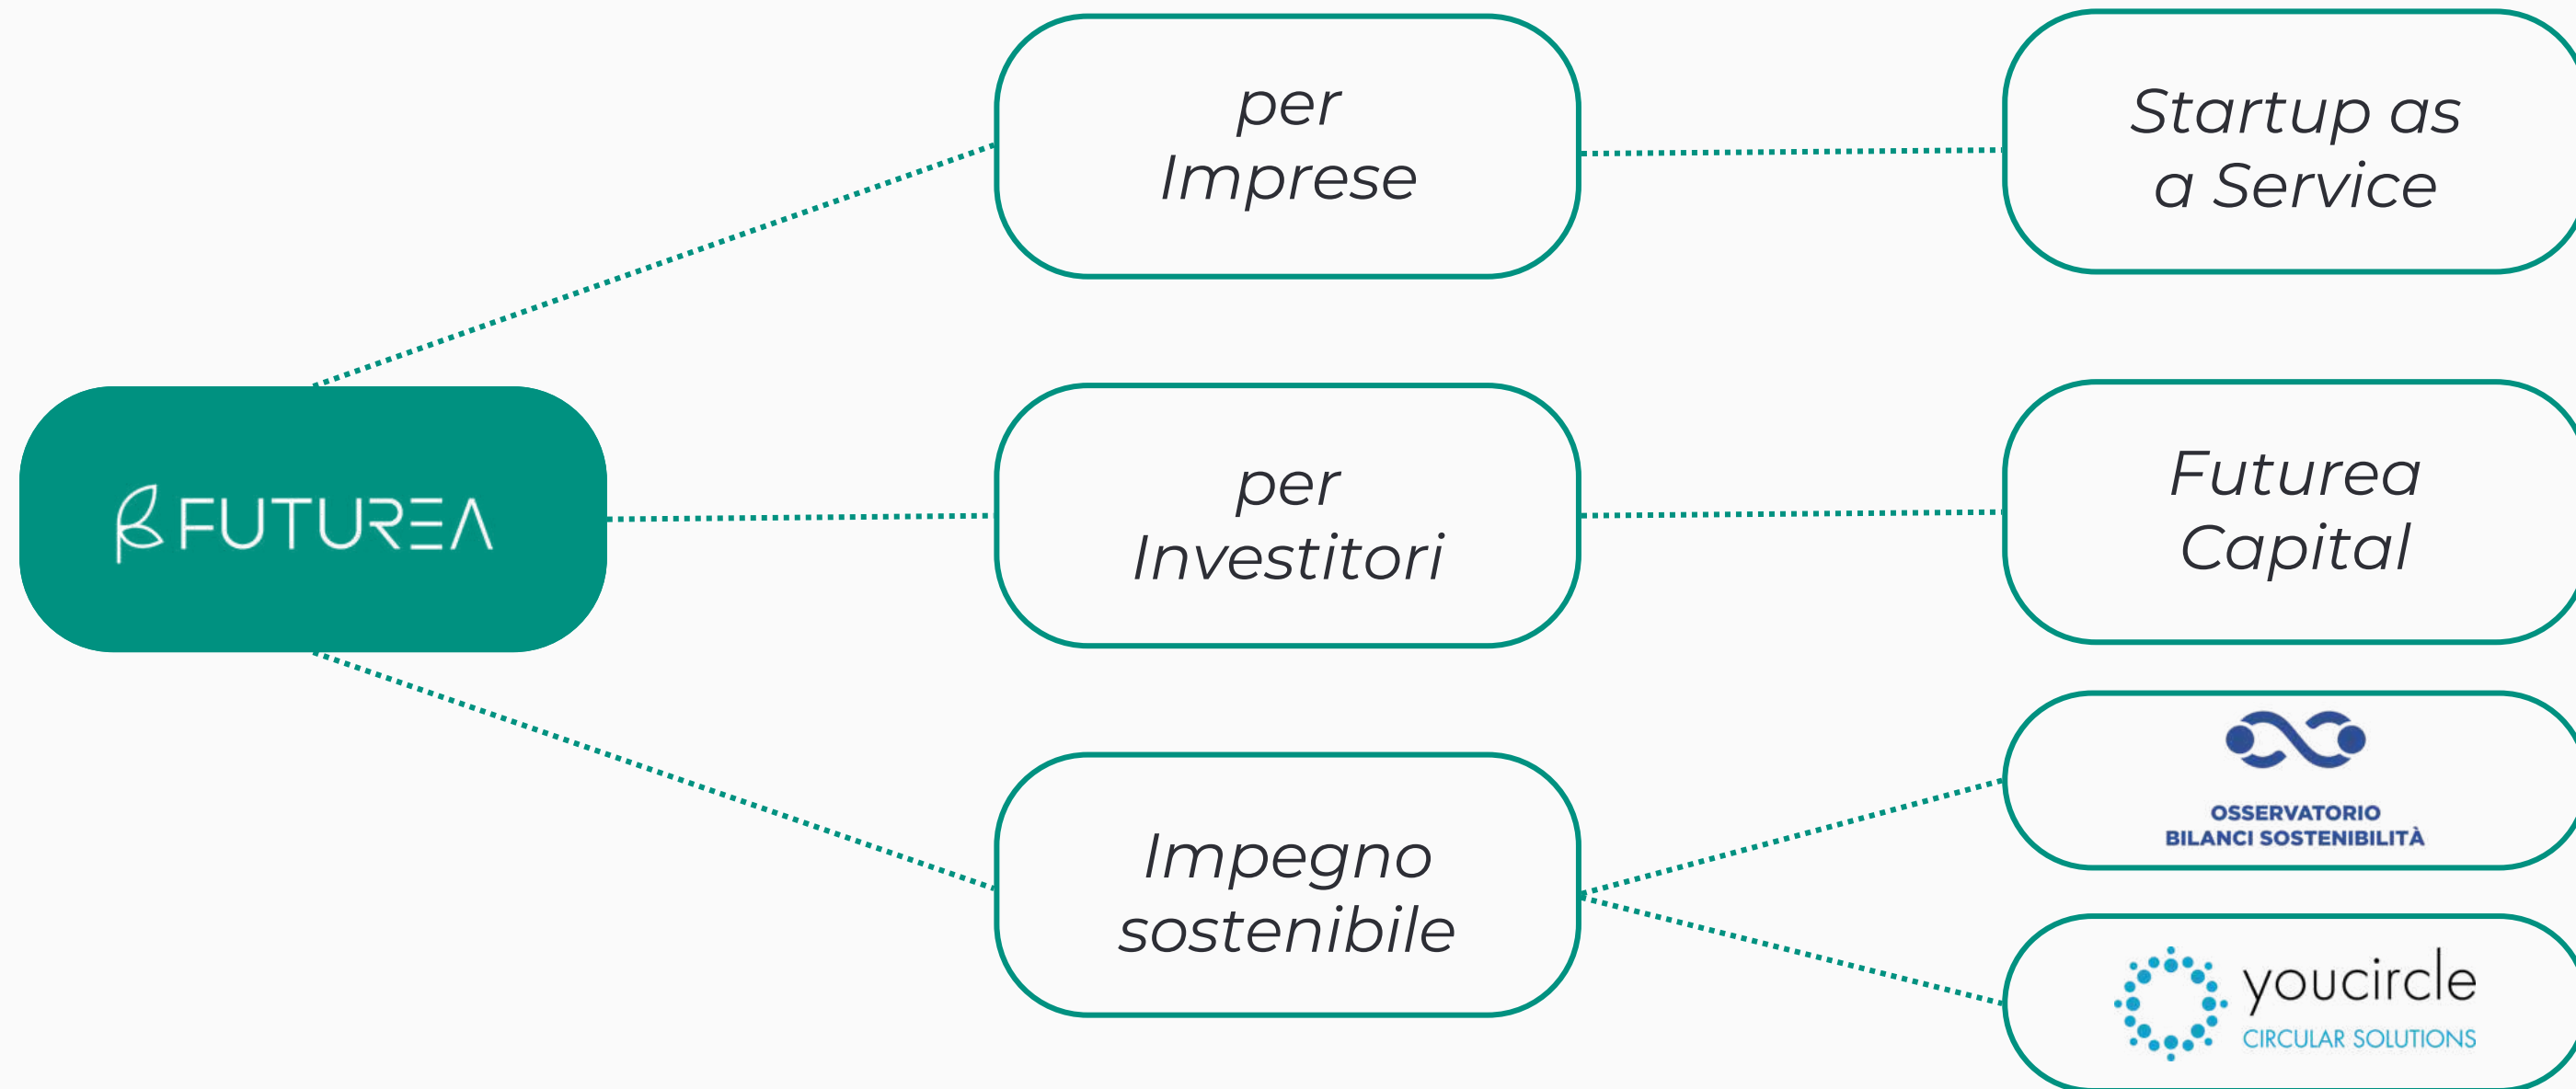 per
Imprese
Startup as
a Service
FUTUREA
per
Investitori
Futurea
Capital
Impegno
sostenibile
OSSERVATORIO
BILANCI SOSTENIBILITÀ
youcircle
CIRCULAR SOLUTIONS